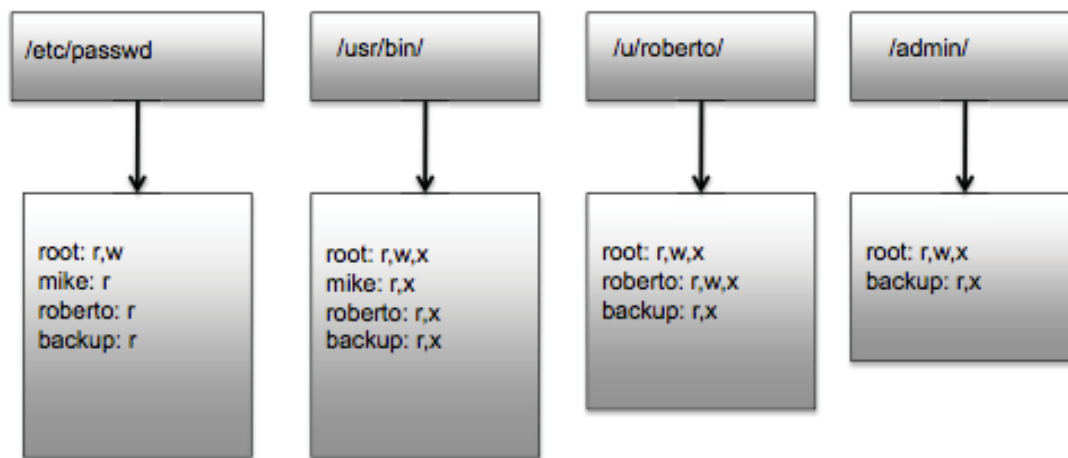 /etc/passwd
/usr/bin/
/u/roberto/
/admin/
root: r,w
mike: r
roberto: r
backup: r
root: r,w,x
mike: r,x
roberto: r,x
backup: r,x
root: r,w,x
roberto: r,w,x
backup: r,x
root: r,w,x
backup: r,x